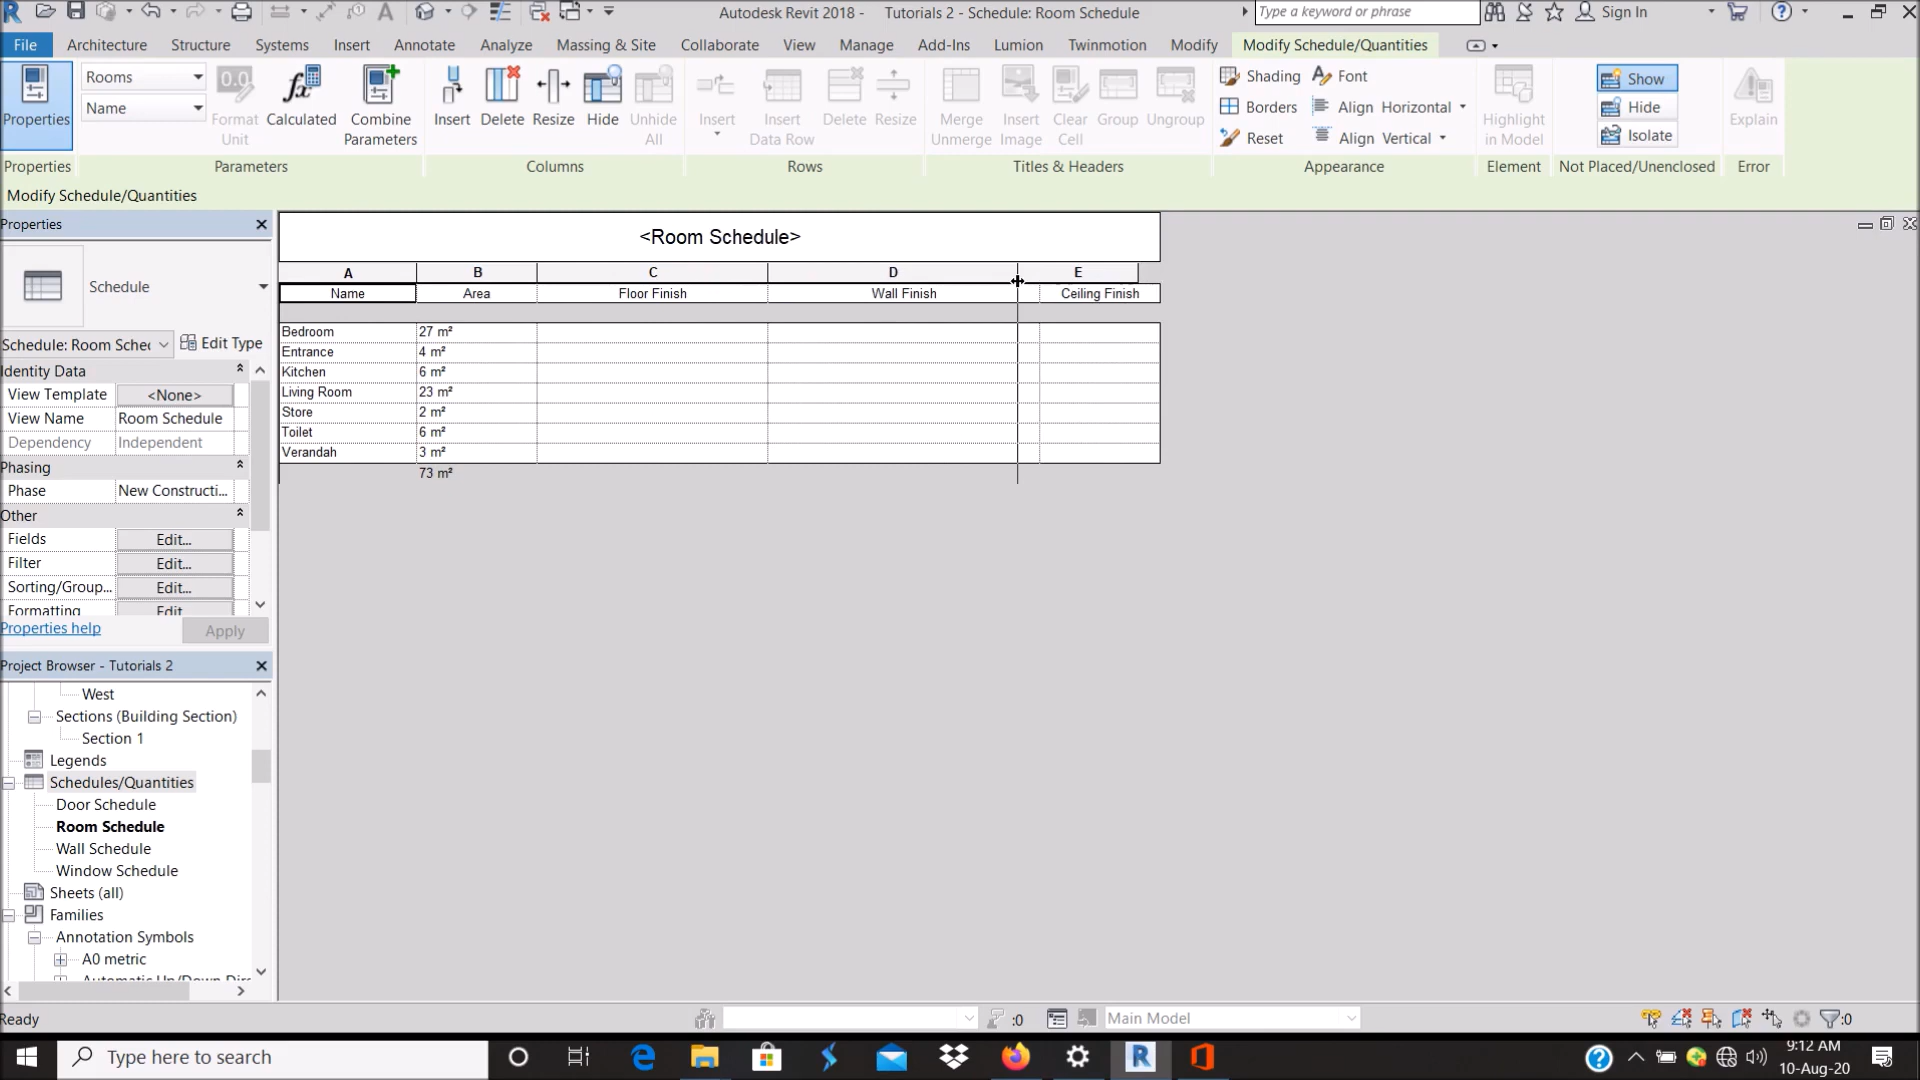 Autodesk Revit 2018 - Tutorials 2 - Schedule: Room Schedule
Type a keyword or phrase
Sign In
File Architecture Structure Systems Insert Annotate Analyze Massing & Site Collaborate View Manage Add-Ins Lumion Twinmotion Modify Modify Schedule/Quantities
Properties
Rooms
Name
0.0
Format Unit
Calculated
Combine Parameters
Insert
Delete
Resize
Hide
Unhide All
Insert
Insert Data Row
Delete
Resize
Merge Unmerge
Insert Image
Clear Cell
Group
Ungroup
Shading
Borders
Reset
Font
Align Horizontal
Align Vertical
Highlight in Model
Show
Hide
Isolate
Explain
Properties Parameters Columns Rows Titles & Headers Appearance Element Not Placed/Unenclosed Error
Modify Schedule/Quantities
Properties
Schedule
Schedule: Room Schec
Edit Type
Identity Data
View Template <None>
View Name Room Schedule
Dependency Independent
Phasing
Phase New Constructi...
Other
Fields Edit...
Filter Edit...
Sorting/Group... Edit...
Formatting Edit
Properties help
Apply
Project Browser - Tutorials 2
West
Sections (Building Section)
Section 1
Legends
Schedules/Quantities
Door Schedule
Room Schedule
Wall Schedule
Window Schedule
Sheets (all)
Families
Annotation Symbols
A0 metric
<Room Schedule>
A B C D E
Name Area Floor Finish Wall Finish Ceiling Finish
Bedroom 27 m²
Entrance 4 m²
Kitchen 6 m²
Living Room 23 m²
Store 2 m²
Toilet 6 m²
Verandah 3 m²
73 m²
Ready
:0
Main Model
:0
Type here to search
9:12 AM
10-Aug-20